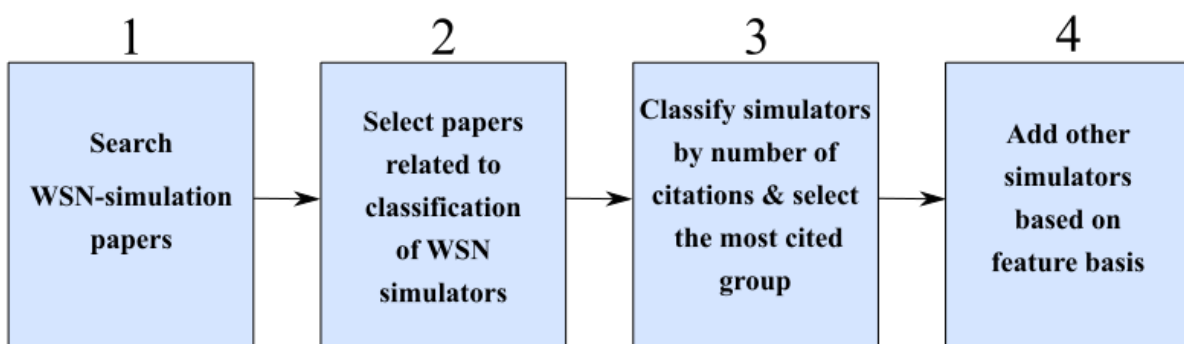 1
Search
WSN-simulation
papers
2
Select papers
related to
classification
of WSN
simulators
3
Classify simulators
by number of
citations & select
the most cited
group
4
Add other
simulators
based on
feature basis